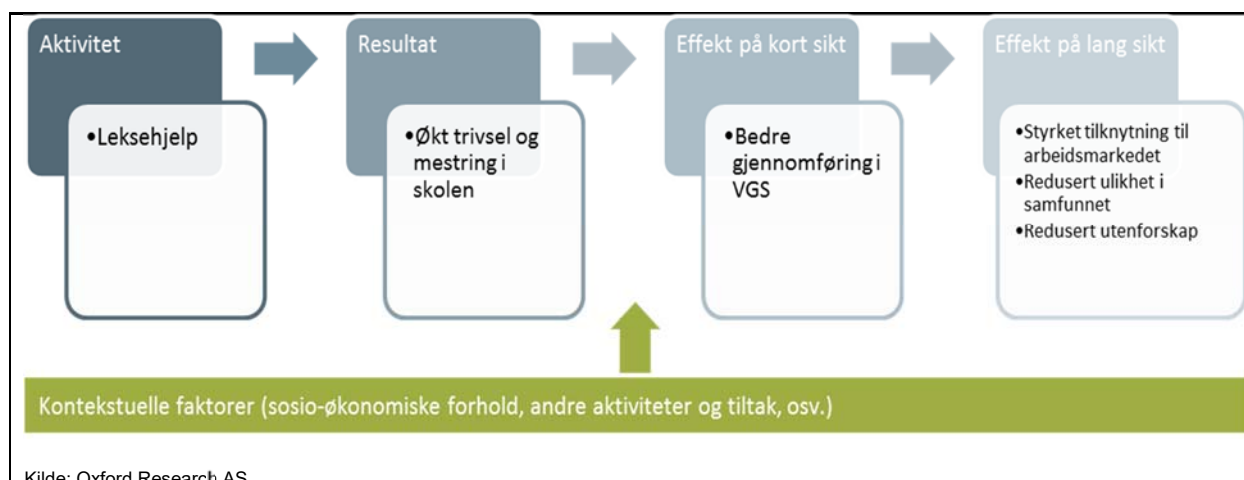 Aktivitet
Resultat
Effekt på kort sikt
Effekt på lang sikt
•Leksehjelp
•Økt trivsel og
mestring i
skolen
•Bedre
gjennomføring i
VGS
•Styrket tilknytning til
arbeidsmarkedet
•Redusert ulikhet i
samfunnet
•Redusert utenforskap
Kontekstuelle faktorer (sosio-økonomiske forhold, andre aktiviteter og tiltak, osv.)
Kilde: Oxford Research AS